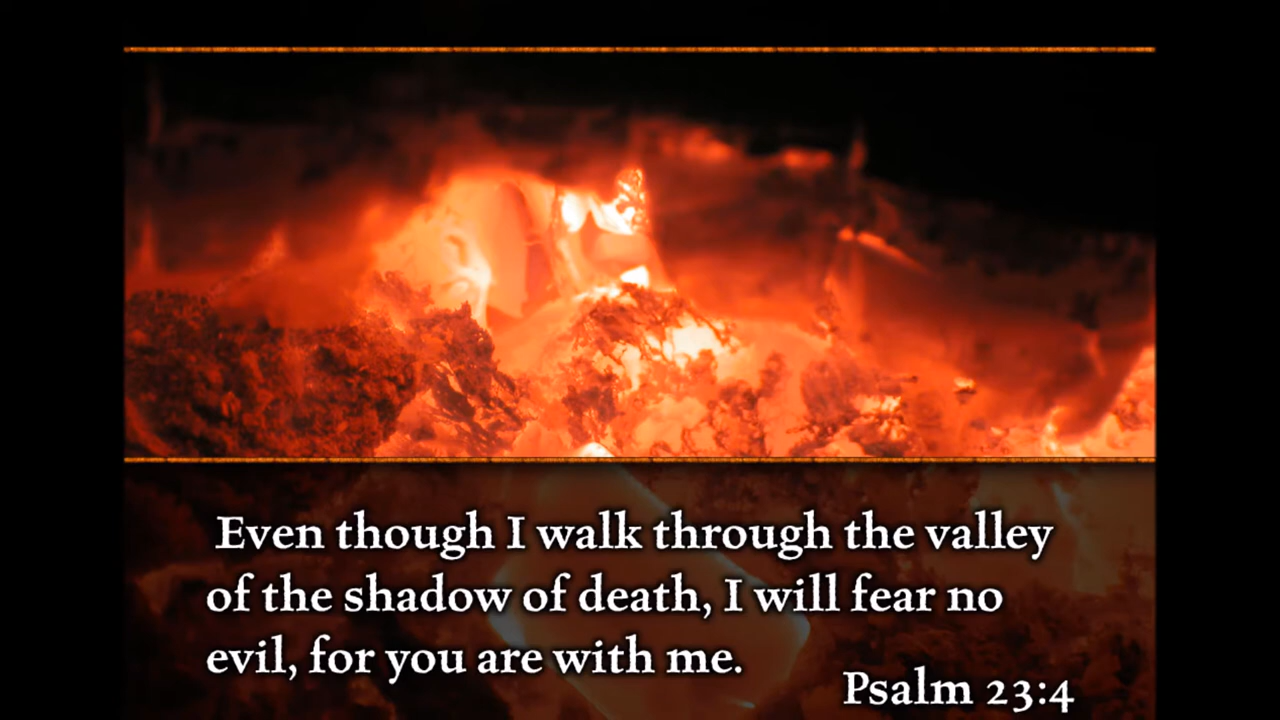 Even though I walk through the valley
of the shadow of death, I will fear no
evil, for you are with me.
Psalm 23:4